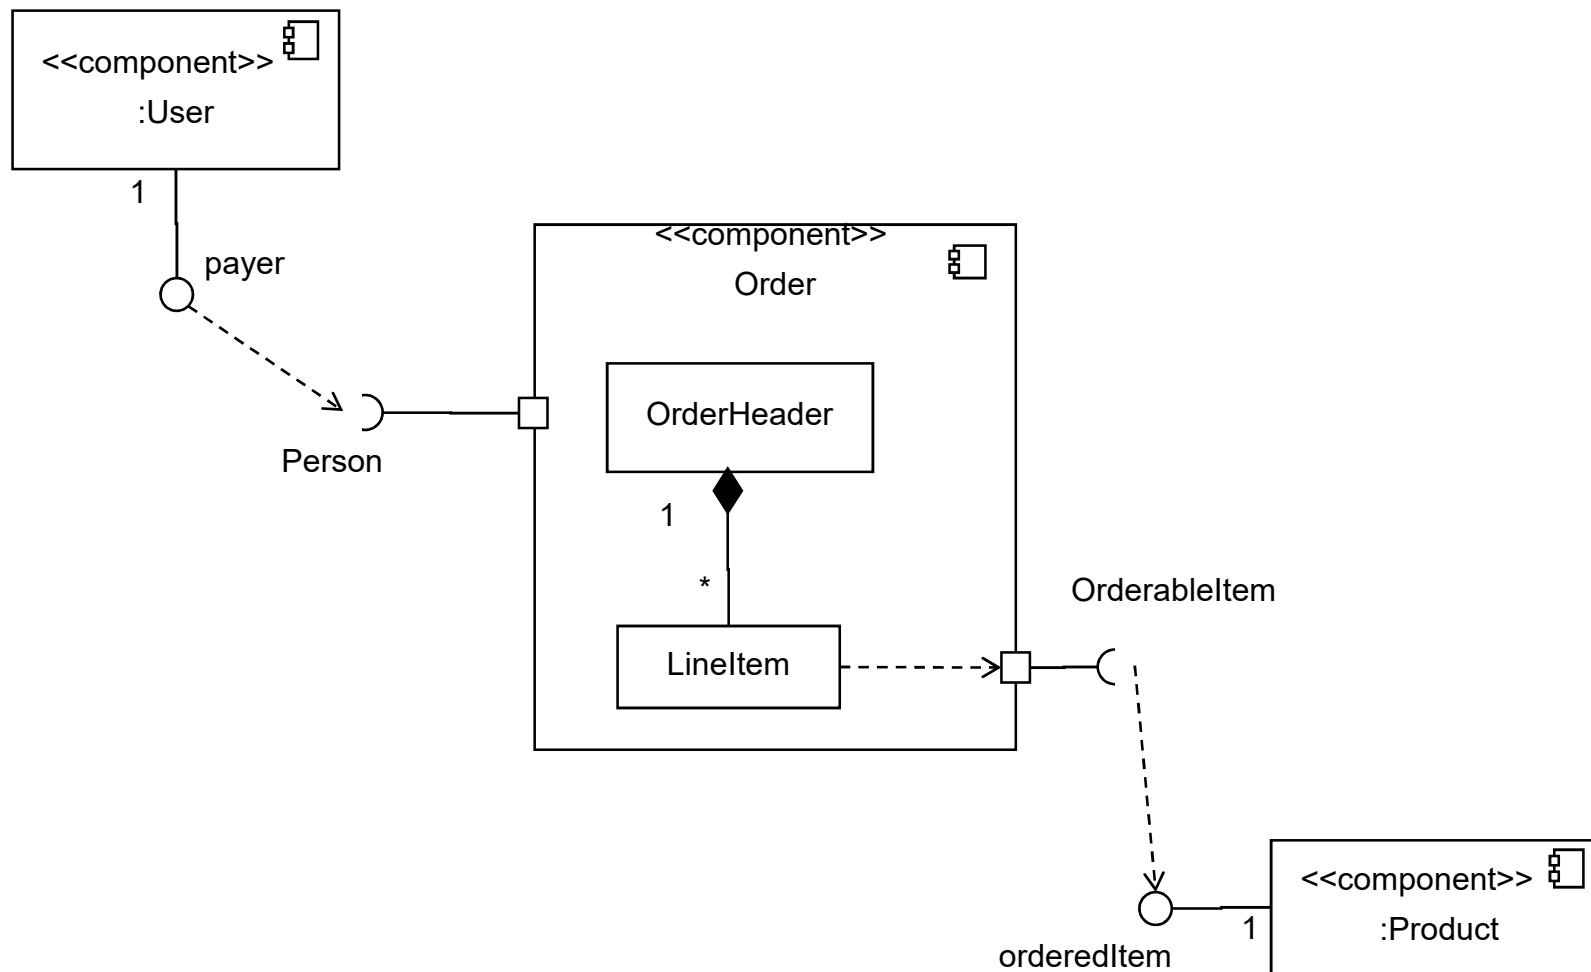 <<component>>
:User
1
payer
<<component>>
Order
OrderHeader
Person
1
*
OrderableItem
LineItem
<<component>>
1
:Product
orderedItem